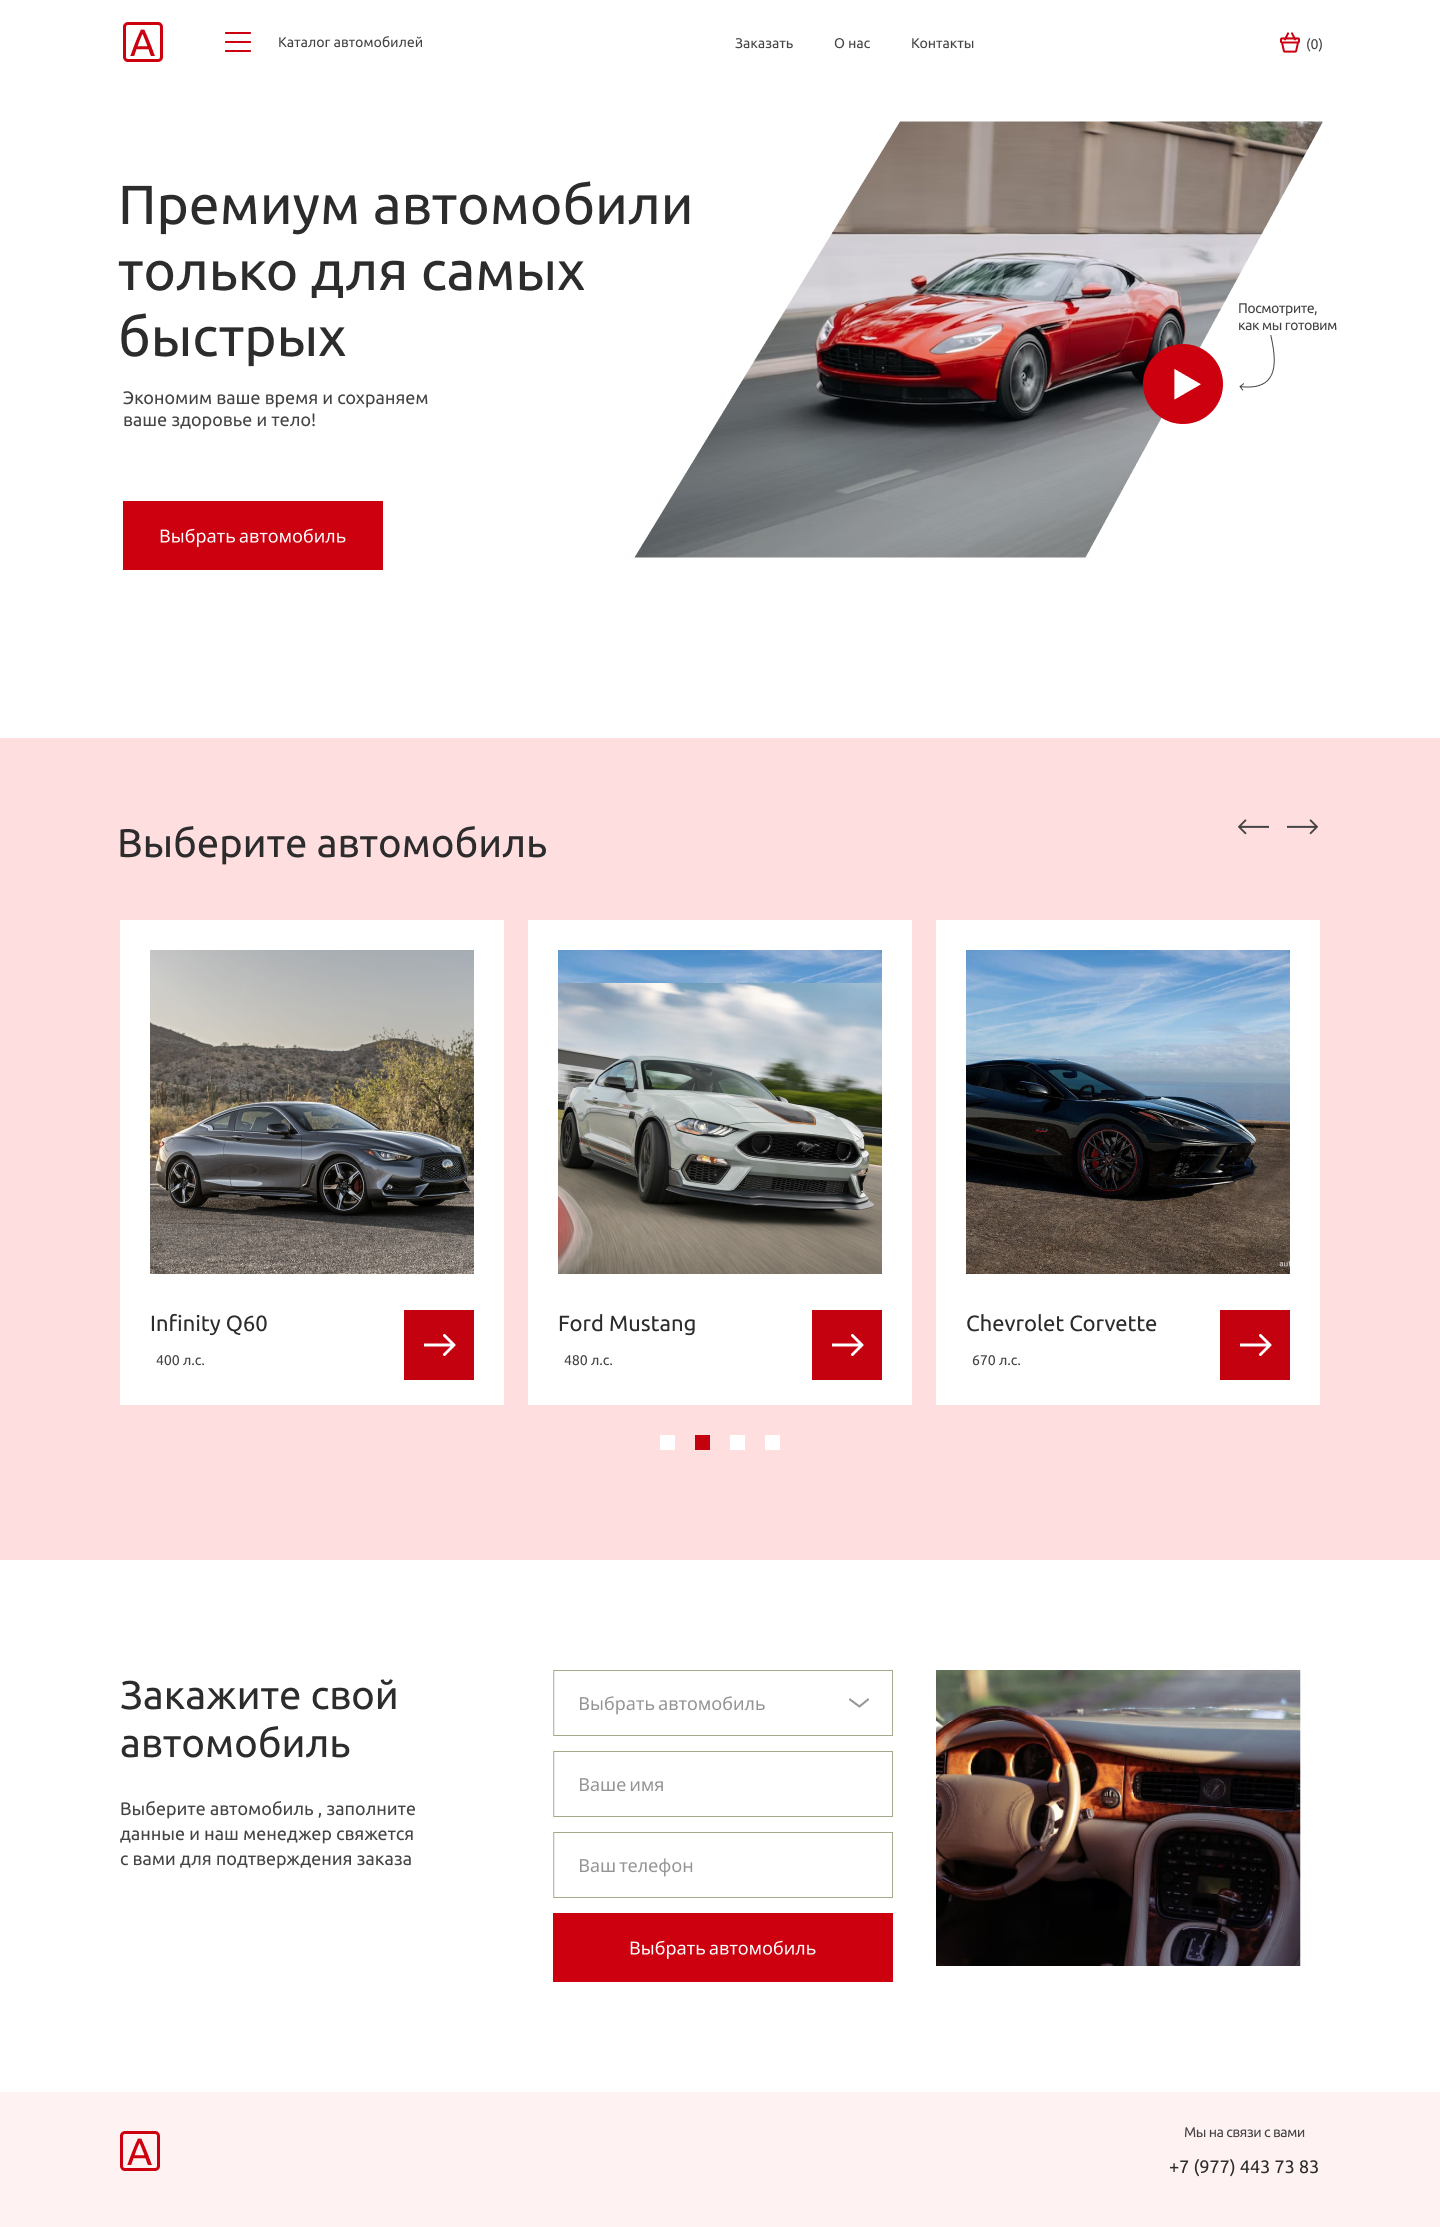 A
Каталог автомобилей
Заказать
О нас
Контакты
(0)
Премиум автомобили
только для самых
быстрых
Экономим ваше время и сохраняем
ваше здоровье и тело!
Выбрать автомобиль
Посмотрите,
как мы готовим
Выберите автомобиль
Infinity Q60
400 л.с.
Ford Mustang
480 л.с.
Chevrolet Corvette
670 л.с.
Закажите свой
автомобиль
Выберите автомобиль , заполните
данные и наш менеджер свяжется
с вами для подтверждения заказа
Выбрать автомобиль
Ваше имя
Ваш телефон
Выбрать автомобиль
A
Мы на связи с вами
+7 (977) 443 73 83